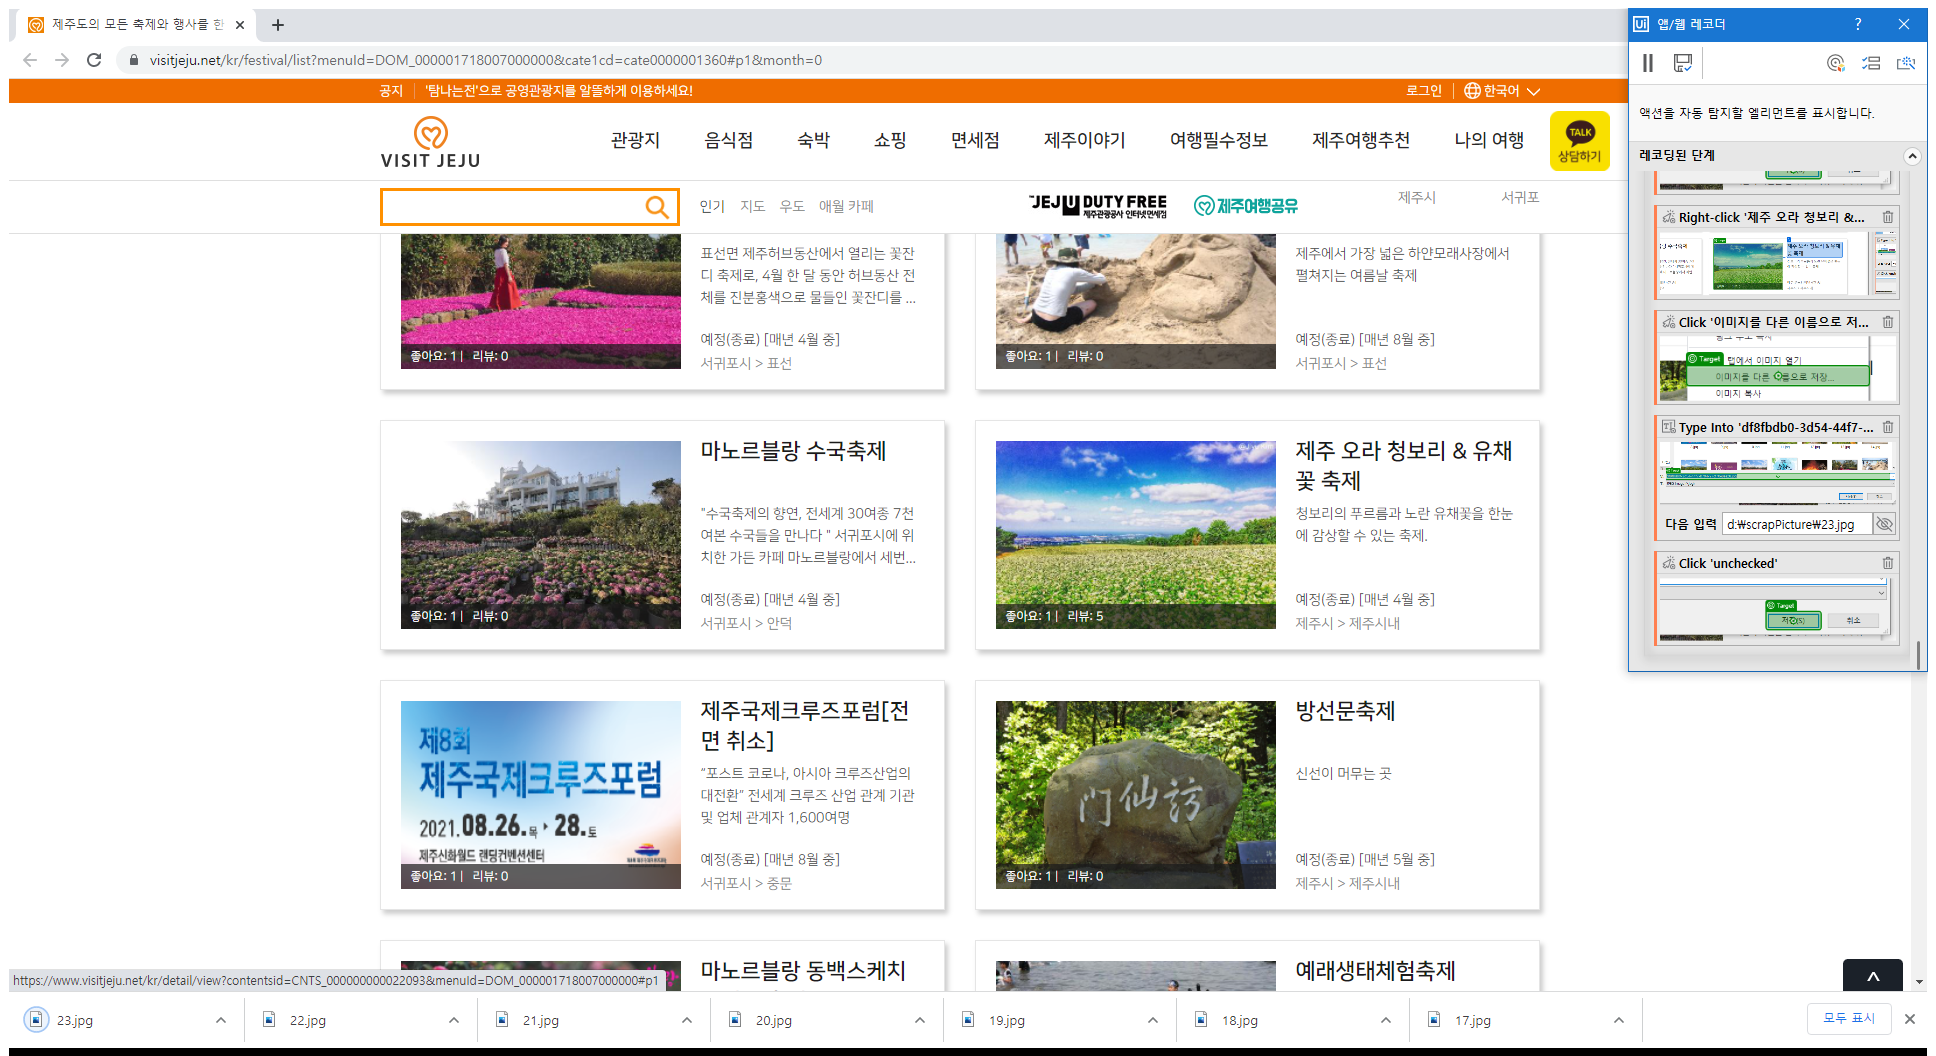 제주도의 모든 축제와 행사를 한
visitjeju.net/kr/festival/list?menuId=DOM_000001718007000000&cate1cd=cate0000001360#p1&month=0
공지 '탐나는전'으로 공영관광지를 알뜰하게 이용하세요!
로그인 한국어
VISIT JEJU
관광지 음식점 숙박 쇼핑 면세점 제주이야기 여행필수정보 제주여행추천 나의 여행
TALK
상담하기
인기 지도 우도 애월 카페
JEJU DUTY FREE
제주관광공사 인터넷면세점
제주여행공유
제주시 서귀포
표선면 제주허브동산에서 열리는 꽃잔
디 축제로, 4월 한 달 동안 허브동산 전
체를 진분홍색으로 물들인 꽃잔디를 ...
예정(종료) [매년 4월 중]
서귀포시 > 표선
좋아요: 1 | 리뷰: 0
제주에서 가장 넓은 하얀모래사장에서
펼쳐지는 여름날 축제
예정(종료) [매년 8월 중]
서귀포시 > 표선
좋아요: 1 | 리뷰: 0
마노르블랑 수국축제
"수국축제의 향연, 전세계 30여종 7천
여본 수국들을 만나다 " 서귀포시에 위
치한 가든 카페 마노르블랑에서 세번...
예정(종료) [매년 4월 중]
서귀포시 > 안덕
좋아요: 1 | 리뷰: 0
제주 오라 청보리 & 유채
꽃 축제
청보리의 푸르름과 노란 유채꽃을 한눈
에 감상할 수 있는 축제.
예정(종료) [매년 4월 중]
제주시 > 제주시내
좋아요: 1 | 리뷰: 5
제8회
제주국제크루즈포럼
2021.08.26.목 28.토
제주신화월드 랜딩컨벤션센터
좋아요: 1 | 리뷰: 0
제주국제크루즈포럼[전
면 취소]
"포스트 코로나, 아시아 크루즈산업의
대전환" 전세계 크루즈 산업 관계 기관
및 업체 관계자 1,600여명
예정(종료) [매년 8월 중]
서귀포시 > 중문
門仙訪
좋아요: 1 | 리뷰: 0
방선문축제
신선이 머무는 곳
예정(종료) [매년 5월 중]
제주시 > 제주시내
마노르블랑 동백스케치
예래생태체험축제
https://www.visitjeju.net/kr/detail/view?contentsid=CNTS_000000000022093&menuId=DOM_000001718007000000#p1
23.jpg
22.jpg
21.jpg
20.jpg
19.jpg
18.jpg
17.jpg
모두 표시
Ui 앱/웹 레코더
액션을 자동 탐지할 엘리먼트를 표시합니다.
레코딩된 단계
Right-click '제주 오라 청보리 &...
Click '이미지를 다른 이름으로 저...
Target 탭에서 이미지 열기
이미지를 다른 이름으로 저장...
이미지 복사
Type Into 'df8fbdb0-3d54-44f7-...
다음 입력 d:₩scrapPicture₩23.jpg
Click 'unchecked'
Target
저장(S) 취소